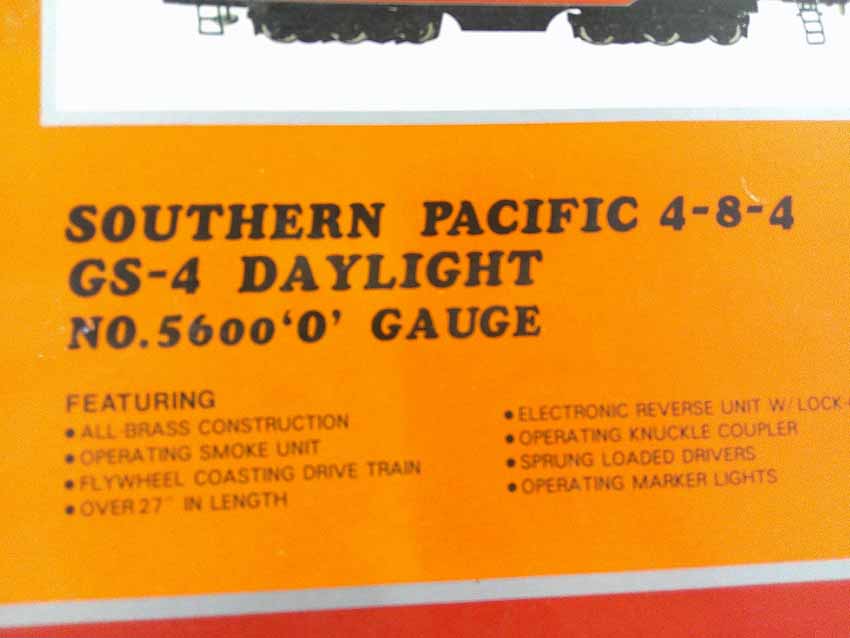 SOUTHERN PACIFIC 4-8-4
GS-4 DAYLIGHT
NO.5600 'O' GAUGE
FEATURING
• ALL-BRASS CONSTRUCTION
• OPERATING SMOKE UNIT
• FLYWHEEL COASTING DRIVE TRAIN
• OVER 27" IN LENGTH
• ELECTRONIC REVERSE UNIT W/LOCK-
• OPERATING KNUCKLE COUPLER
• SPRUNG LOADED DRIVERS
• OPERATING MARKER LIGHTS